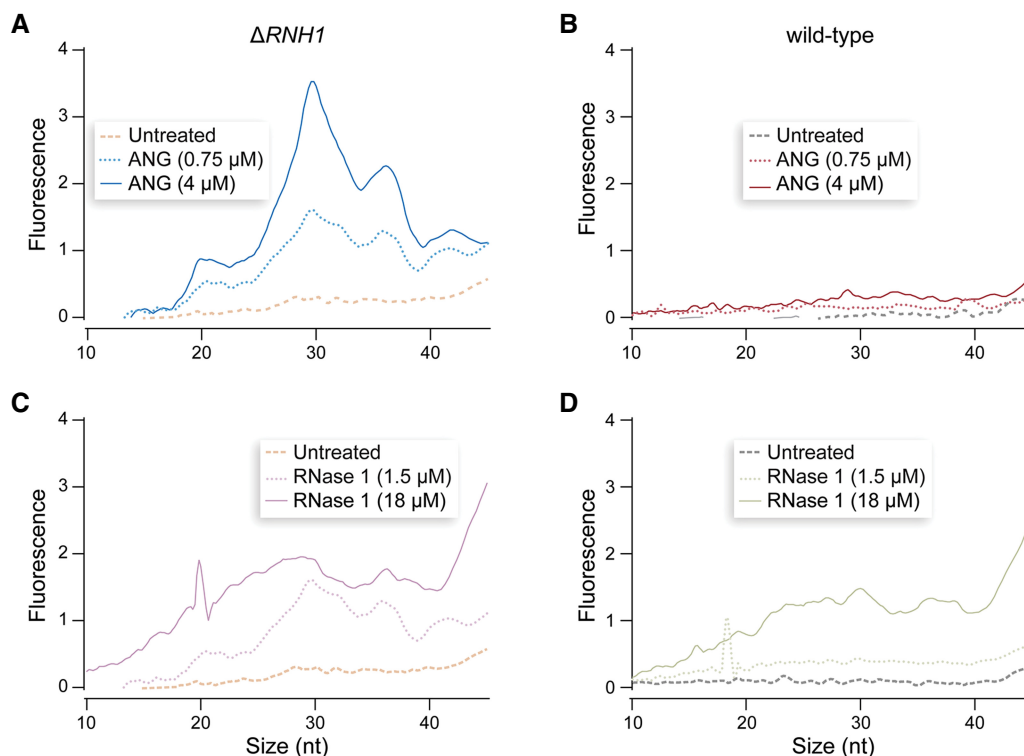 A
ΔRNH1
Fluorescence
4
3
2
1
0
Untreated
ANG (0.75 μM)
ANG (4 μM)
10
20
30
40
B
wild-type
Fluorescence
4
3
2
1
0
Untreated
ANG (0.75 μM)
ANG (4 μM)
10
20
30
40
C
Fluorescence
4
3
2
1
0
Untreated
RNase 1 (1.5 μM)
RNase 1 (18 μM)
10
20
30
40
Size (nt)
D
Fluorescence
4
3
2
1
0
Untreated
RNase 1 (1.5 μM)
RNase 1 (18 μM)
10
20
30
40
Size (nt)